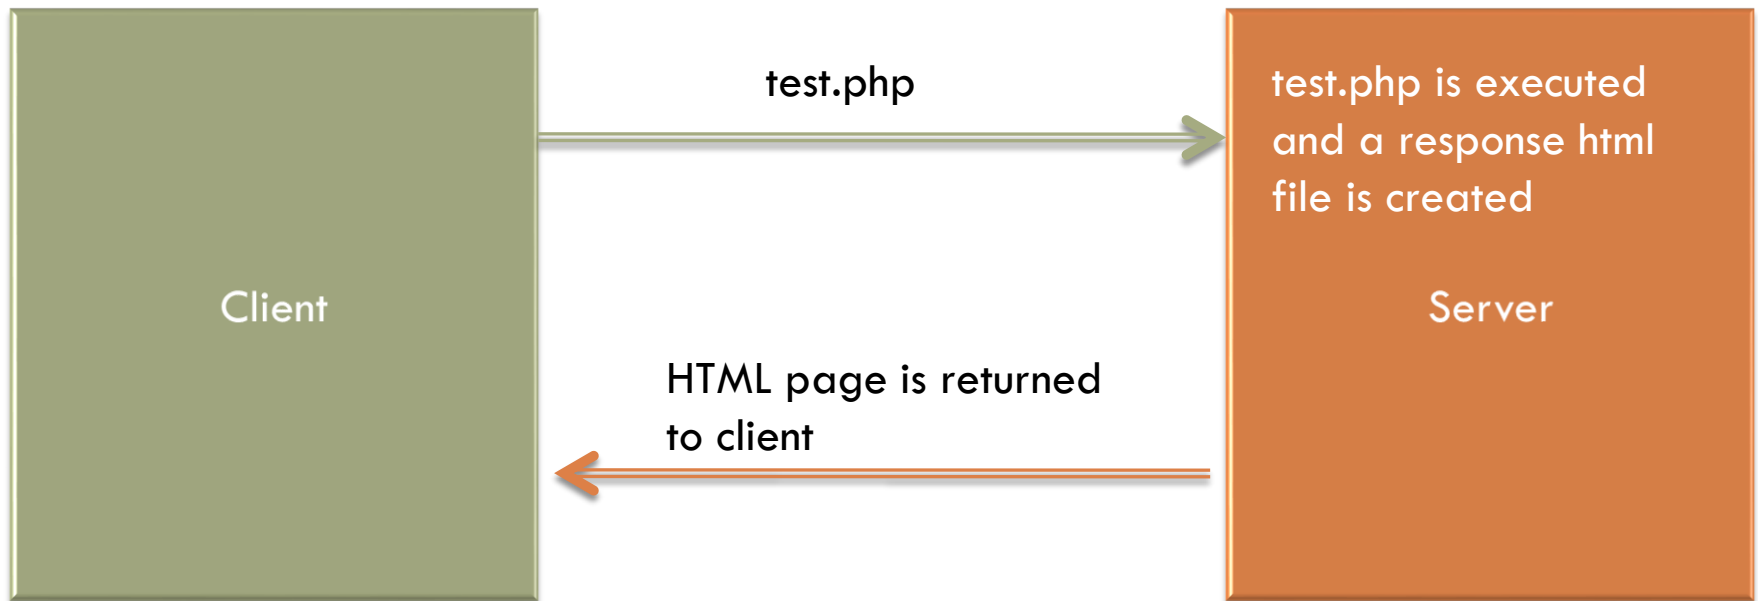 test.php
test.php is executed
and a response html
file is created
Client
Server
HTML page is returned
to client